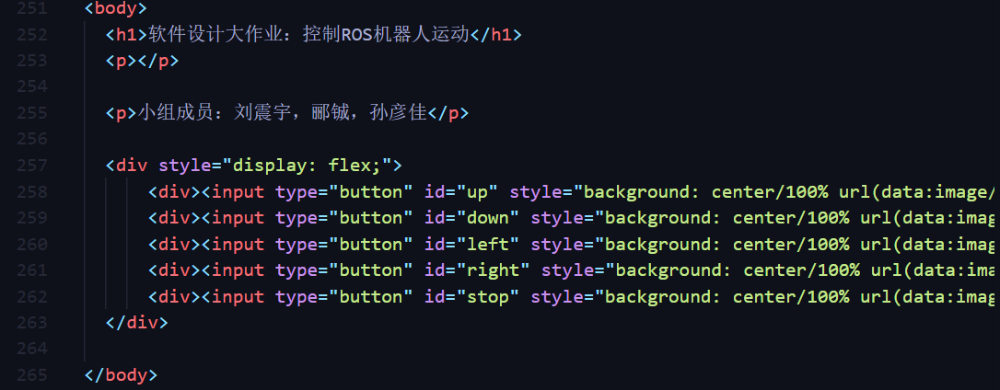 251 <body>
252 <h1>软件设计大作业：控制ROS机器人运动</h1>
253 <p></p>
254
255 <p>小组成员：刘震宇，郦铖，孙彦佳</p>
256
257 <div style="display: flex;">
258 <div><input type="button" id="up" style="background: center/100% url(data:image/
259 <div><input type="button" id="down" style="background: center/100% url(data:imag
260 <div><input type="button" id="left" style="background: center/100% url(data:imag
261 <div><input type="button" id="right" style="background: center/100% url(data:ima
262 <div><input type="button" id="stop" style="background: center/100% url(data:imag
263 </div>
264
265 </body>